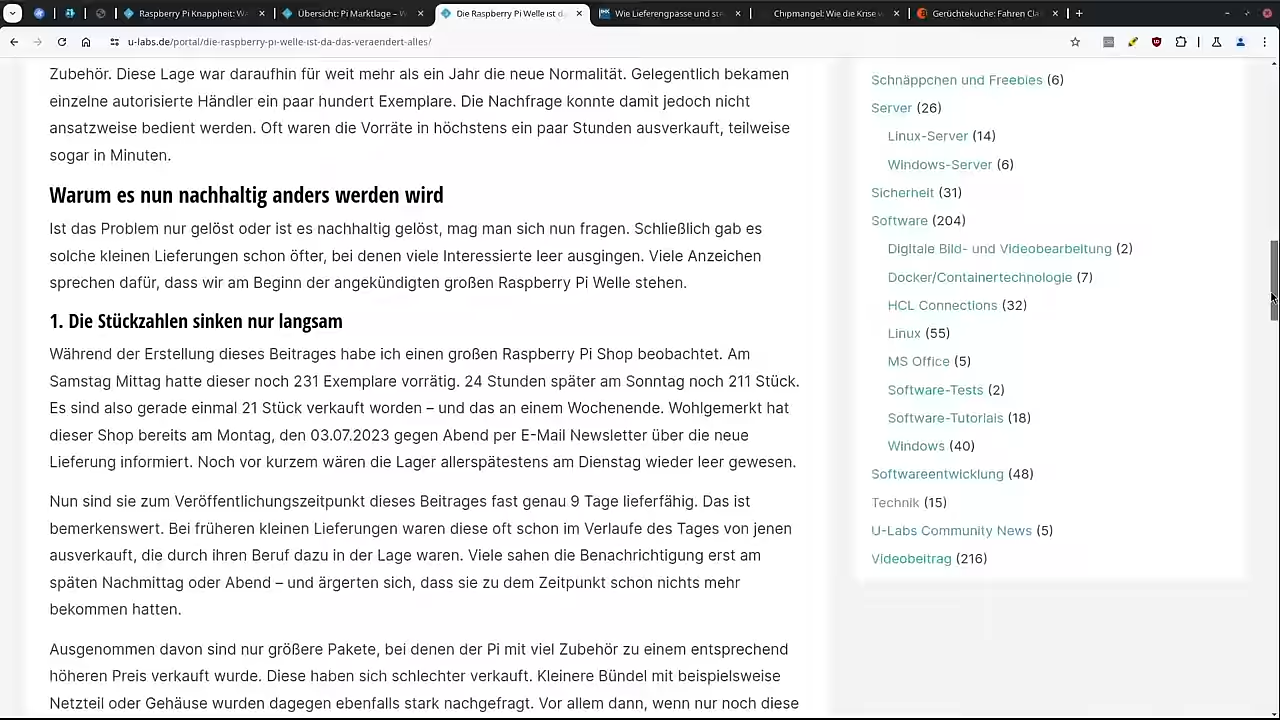 Raspberry Pi Knappheit: Wa
Übersicht: Pi Marktlage – W
Die Raspberry Pi Welle ist da
Wie Lieferengpässe und ste
Chipmangel: Wie die Krise v
Gerüchteküche: Fahren Cla
u-labs.de/portal/die-raspberry-pi-welle-ist-da-das-veraendert-alles/
Zubehör. Diese Lage war daraufhin für weit mehr als ein Jahr die neue Normalität. Gelegentlich bekamen
einzelne autorisierte Händler ein paar hundert Exemplare. Die Nachfrage konnte damit jedoch nicht
ansatzweise bedient werden. Oft waren die Vorräte in höchstens ein paar Stunden ausverkauft, teilweise
sogar in Minuten.
Warum es nun nachhaltig anders werden wird
Ist das Problem nur gelöst oder ist es nachhaltig gelöst, mag man sich nun fragen. Schließlich gab es
solche kleinen Lieferungen schon öfter, bei denen viele Interessierte leer ausgingen. Viele Anzeichen
sprechen dafür, dass wir am Beginn der angekündigten großen Raspberry Pi Welle stehen.
1. Die Stückzahlen sinken nur langsam
Während der Erstellung dieses Beitrages habe ich einen großen Raspberry Pi Shop beobachtet. Am
Samstag Mittag hatte dieser noch 231 Exemplare vorrätig. 24 Stunden später am Sonntag noch 211 Stück.
Es sind also gerade einmal 21 Stück verkauft worden – und das an einem Wochenende. Wohlgemerkt hat
dieser Shop bereits am Montag, den 03.07.2023 gegen Abend per E-Mail Newsletter über die neue
Lieferung informiert. Noch vor kurzem wären die Lager allerspätestens am Dienstag wieder leer gewesen.
Nun sind sie zum Veröffentlichungszeitpunkt dieses Beitrages fast genau 9 Tage lieferfähig. Das ist
bemerkenswert. Bei früheren kleinen Lieferungen waren diese oft schon im Verlaufe des Tages von jenen
ausverkauft, die durch ihren Beruf dazu in der Lage waren. Viele sahen die Benachrichtigung erst am
späten Nachmittag oder Abend – und ärgerten sich, dass sie zu dem Zeitpunkt schon nichts mehr
bekommen hatten.
Ausgenommen davon sind nur größere Pakete, bei denen der Pi mit viel Zubehör zu einem entsprechend
höheren Preis verkauft wurde. Diese haben sich schlechter verkauft. Kleinere Bündel mit beispielsweise
Netzteil oder Gehäuse wurden dagegen ebenfalls stark nachgefragt. Vor allem dann, wenn nur noch diese
Schnäppchen und Freebies (6)
Server (26)
Linux-Server (14)
Windows-Server (6)
Sicherheit (31)
Software (204)
Digitale Bild- und Videobearbeitung (2)
Docker/Containertechnologie (7)
HCL Connections (32)
Linux (55)
MS Office (5)
Software-Tests (2)
Software-Tutorials (18)
Windows (40)
Softwareentwicklung (48)
Technik (15)
U-Labs Community News (5)
Videobeitrag (216)